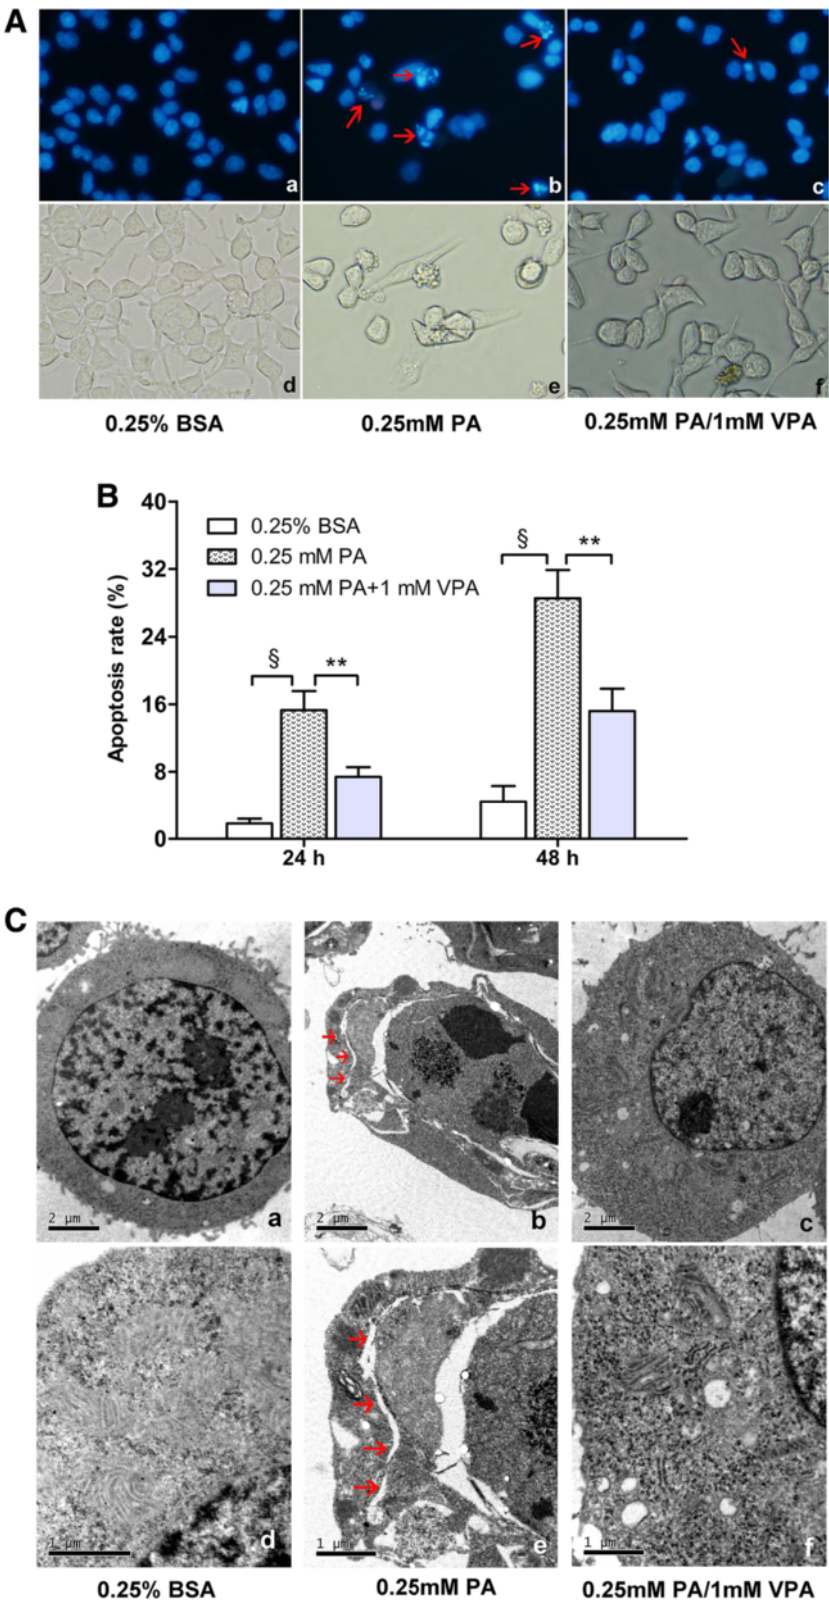 A
a
b
c
d
e
f
0.25% BSA
0.25mM PA
0.25mM PA/1mM VPA
B
40
32
24
16
8
0
Apoptosis rate (%)
0.25% BSA
0.25 mM PA
0.25 mM PA+1 mM VPA
§
**
§
**
24 h
48 h
C
2 μm
a
2 μm
b
2 μm
c
1 μm
d
1 μm
e
1 μm
f
0.25% BSA
0.25mM PA
0.25mM PA/1mM VPA